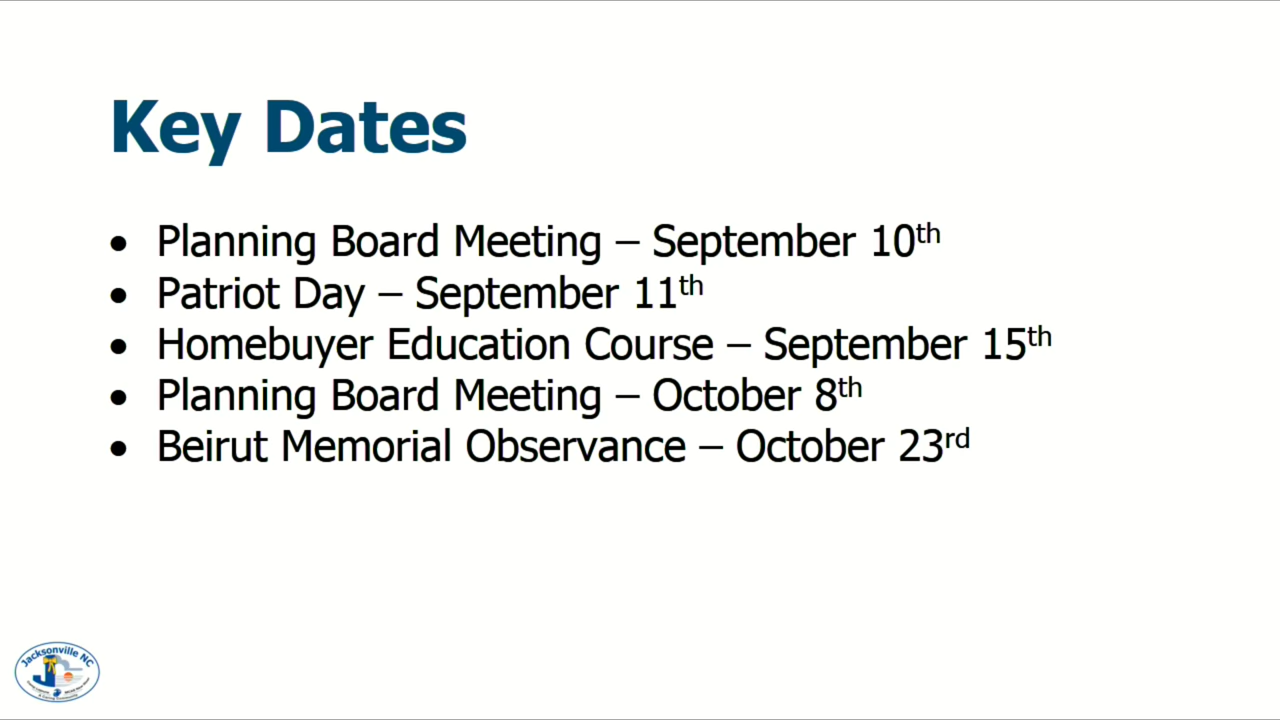 Key Dates
• Planning Board Meeting – September 10th
• Patriot Day – September 11th
• Homebuyer Education Course – September 15th
• Planning Board Meeting – October 8th
• Beirut Memorial Observance – October 23rd
Jacksonville NC